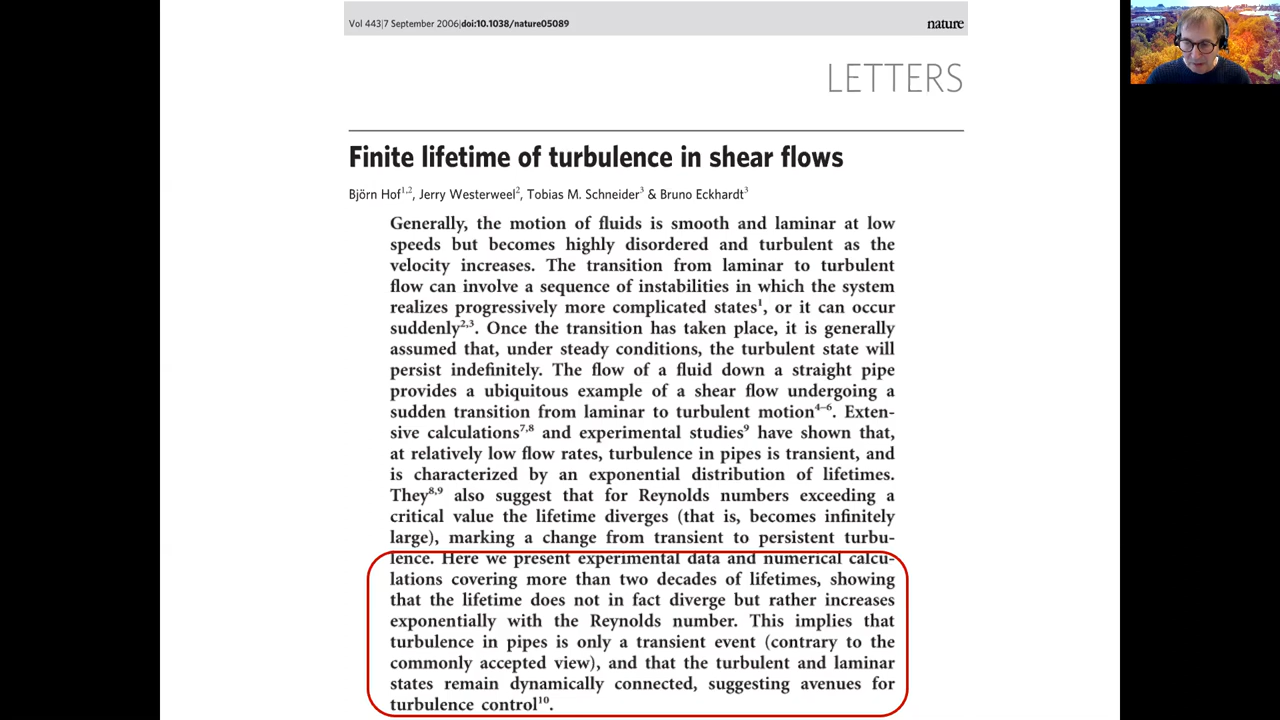 Vol 443|7 September 2006|doi:10.1038/nature05089
nature
LETTERS
Finite lifetime of turbulence in shear flows
Björn Hof1,2, Jerry Westerweel2, Tobias M. Schneider3 & Bruno Eckhardt3
Generally, the motion of fluids is smooth and laminar at low
speeds but becomes highly disordered and turbulent as the
velocity increases. The transition from laminar to turbulent
flow can involve a sequence of instabilities in which the system
realizes progressively more complicated states1, or it can occur
suddenly2,3. Once the transition has taken place, it is generally
assumed that, under steady conditions, the turbulent state will
persist indefinitely. The flow of a fluid down a straight pipe
provides a ubiquitous example of a shear flow undergoing a
sudden transition from laminar to turbulent motion4–6. Exten-
sive calculations7,8 and experimental studies9 have shown that,
at relatively low flow rates, turbulence in pipes is transient, and
is characterized by an exponential distribution of lifetimes.
They8,9 also suggest that for Reynolds numbers exceeding a
critical value the lifetime diverges (that is, becomes infinitely
large), marking a change from transient to persistent turbu-
lence. Here we present experimental data and numerical calcu-
lations covering more than two decades of lifetimes, showing
that the lifetime does not in fact diverge but rather increases
exponentially with the Reynolds number. This implies that
turbulence in pipes is only a transient event (contrary to the
commonly accepted view), and that the turbulent and laminar
states remain dynamically connected, suggesting avenues for
turbulence control10.